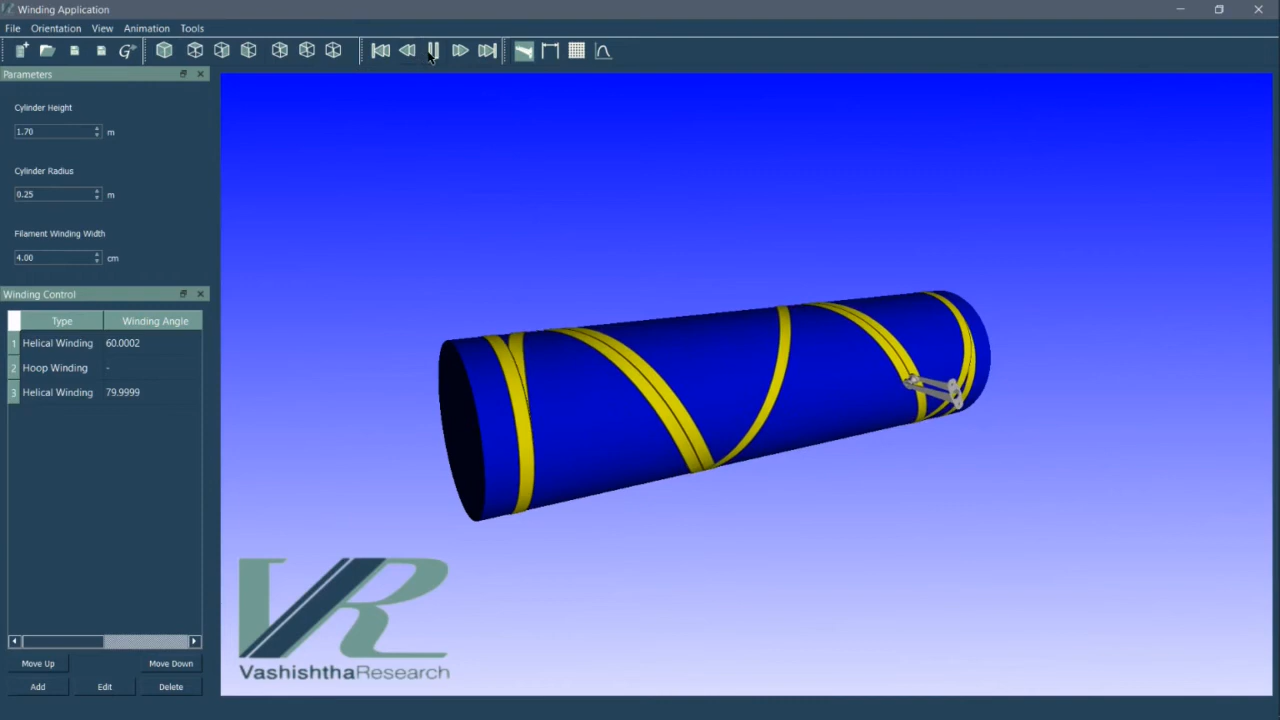 Winding Application
File Orientation View Animation Tools
G
Parameters
Cylinder Height
1.70 m
Cylinder Radius
0.25 m
Filament Winding Width
4.00 cm
Winding Control
Type Winding Angle
1 Helical Winding 60.0002
2 Hoop Winding -
3 Helical Winding 79.9999
Move Up Move Down
Add Edit Delete
VR
VashishthaResearch